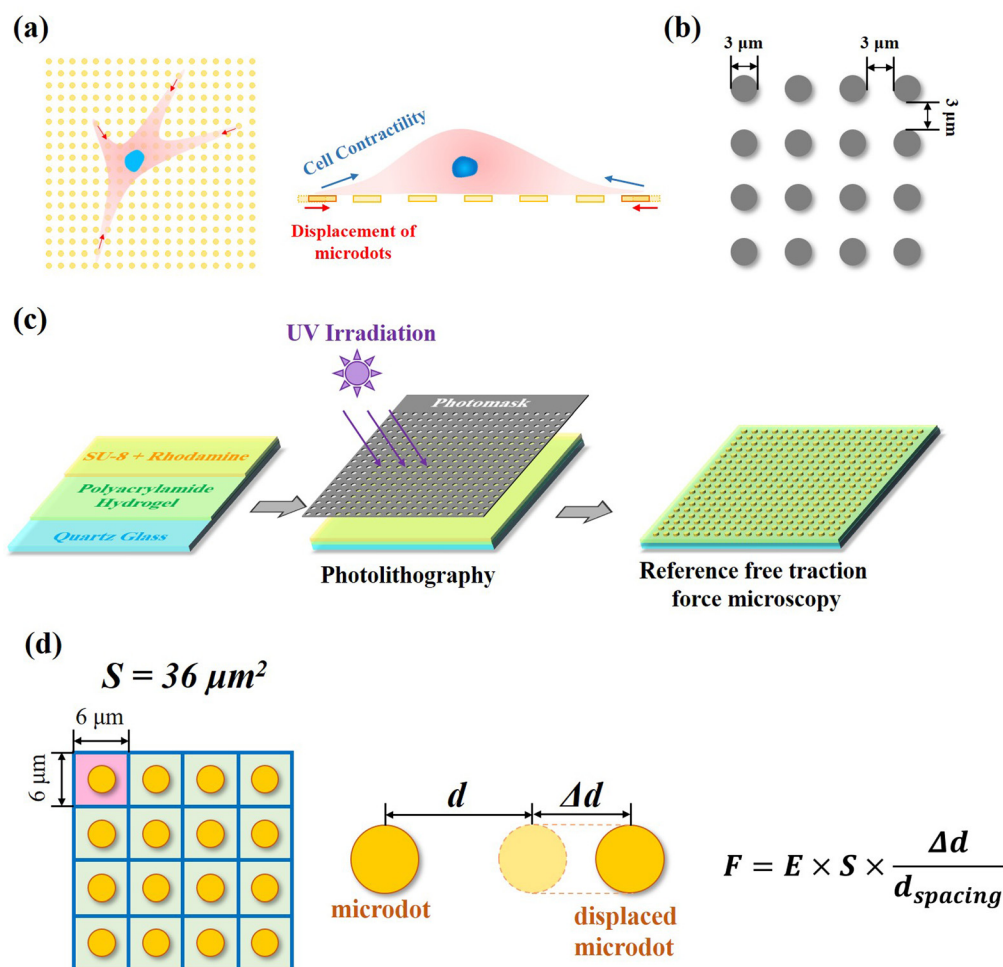 (a)
Cell Contractility
Displacement of
microdots
(b)
3 μm
3 μm
3 μm
(c)
UV Irradiation
Photomask
SU-8 + Rhodamine
Polyacrylamide
Hydrogel
Quartz Glass
Photolithography
Reference free traction
force microscopy
(d)
S = 36 μm²
6 μm
6 μm
d
Δd
microdot
displaced
microdot
F = E × S × Δd / d_spacing